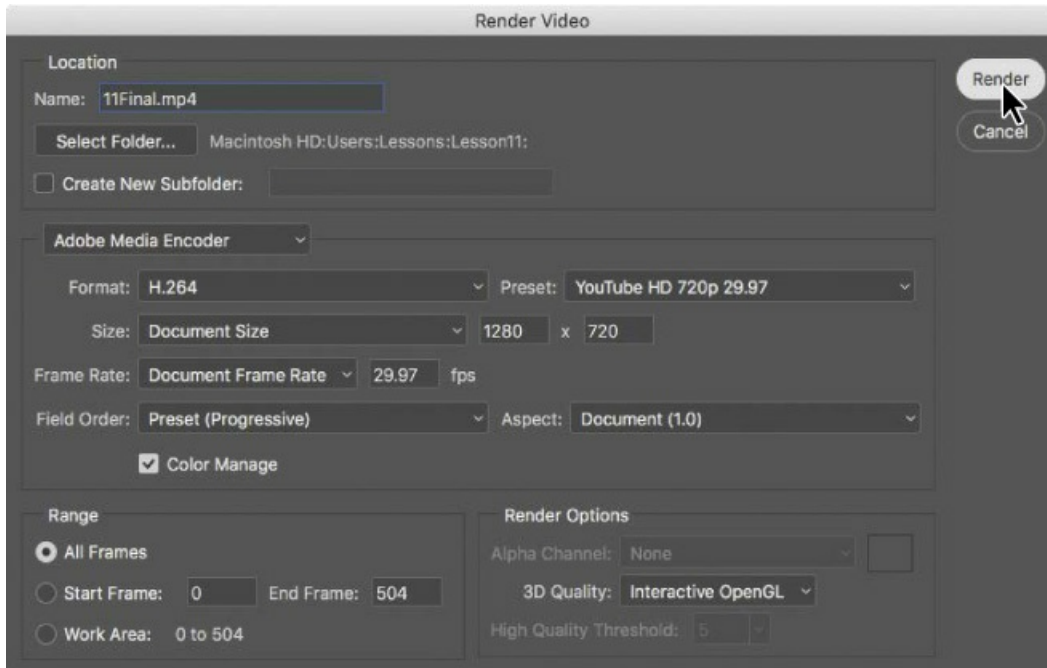 Render Video
Location
Name: 11Final.mp4
Render
Select Folder... Macintosh HD:Users:Lessons:Lesson11:
Cancel
Create New Subfolder:
Adobe Media Encoder
Format: H.264 Preset: YouTube HD 720p 29.97
Size: Document Size 1280 x 720
Frame Rate: Document Frame Rate 29.97 fps
Field Order: Preset (Progressive) Aspect: Document (1.0)
Color Manage
Range
All Frames
Start Frame: 0 End Frame: 504
Work Area: 0 to 504
Render Options
Alpha Channel: None
3D Quality: Interactive OpenGL
High Quality Threshold: 5